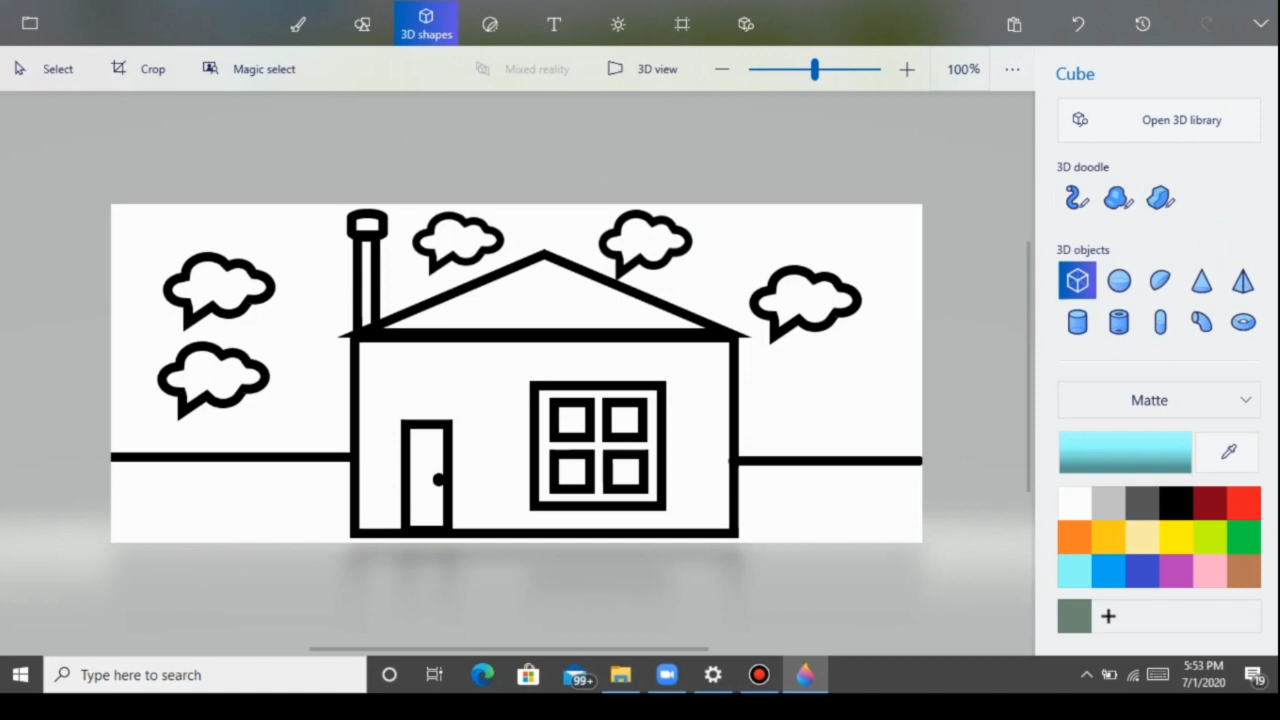 3D shapes
Select
Crop
Magic select
Mixed reality
3D view
100%
Cube
Open 3D library
3D doodle
3D objects
Matte
Type here to search
99+
5:53 PM
7/1/2020
19